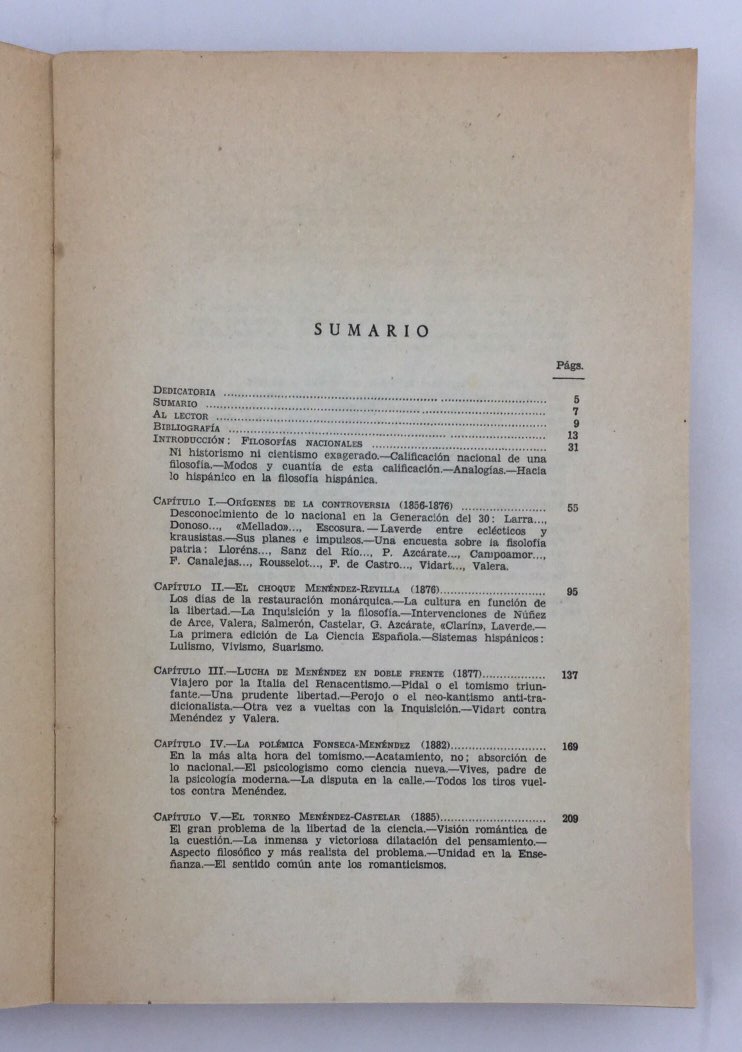 SUMARIO
Págs.
DEDICATORIA ........................................ 5
SUMARIO ........................................ 7
AL LECTOR ........................................ 9
BIBLIOGRAFÍA ........................................ 13
INTRODUCCIÓN: FILOSOFÍAS NACIONALES ........................................ 31
Ni historismo ni cientismo exagerado.—Calificación nacional de una
filosofía.—Modos y cuantía de esta calificación.—Analogías.—Hacia
lo hispánico en la filosofía hispánica.
CAPÍTULO I.—ORÍGENES DE LA CONTROVERSIA (1856-1876) .................... 55
Desconocimiento de lo nacional en la Generación del 30: Larra...,
Donoso..., «Mellado»..., Escosura.—Laverde entre eclécticos y
krausistas.—Sus planes e impulsos.—Una encuesta sobre la fisolofía
patria: Lloréns..., Sanz del Río..., P. Azcárate..., Campoamor...,
F. Canalejas..., Rousselot..., F. de Castro..., Vidart..., Valera.
CAPÍTULO II.—EL CHOQUE MENÉNDEZ-REVILLA (1876)......................... 95
Los días de la restauración monárquica.—La cultura en función de
la libertad.—La Inquisición y la filosofía.—Intervenciones de Núñez
de Arce, Valera, Salmerón, Castelar, G. Azcárate, «Clarín», Laverde.—
La primera edición de La Ciencia Española.—Sistemas hispánicos:
Lulismo, Vivismo, Suarismo.
CAPÍTULO III.—LUCHA DE MENÉNDEZ EN DOBLE FRENTE (1877).................. 137
Viajero por la Italia del Renacentismo.—Pidal o el tomismo triun-
fante.—Una prudente libertad.—Perojo o el neo-kantismo anti-tra-
dicionalista.—Otra vez a vueltas con la Inquisición.—Vidart contra
Menéndez y Valera.
CAPÍTULO IV.—LA POLÉMICA FONSECA-MENÉNDEZ (1882)......................... 169
En la más alta hora del tomismo.—Acatamiento, no; absorción de
lo nacional.—El psicologismo como ciencia nueva.—Vives, padre de
la psicología moderna.—La disputa en la calle.—Todos los tiros vuel-
tos contra Menéndez.
CAPÍTULO V.—EL TORNEO MENÉNDEZ-CASTELAR (1885)............................ 209
El gran problema de la libertad de la ciencia.—Visión romántica de
la cuestión.—La inmensa y victoriosa dilatación del pensamiento.—
Aspecto filosófico y más realista del problema.—Unidad en la Ense-
ñanza.—El sentido común ante los romanticismos.